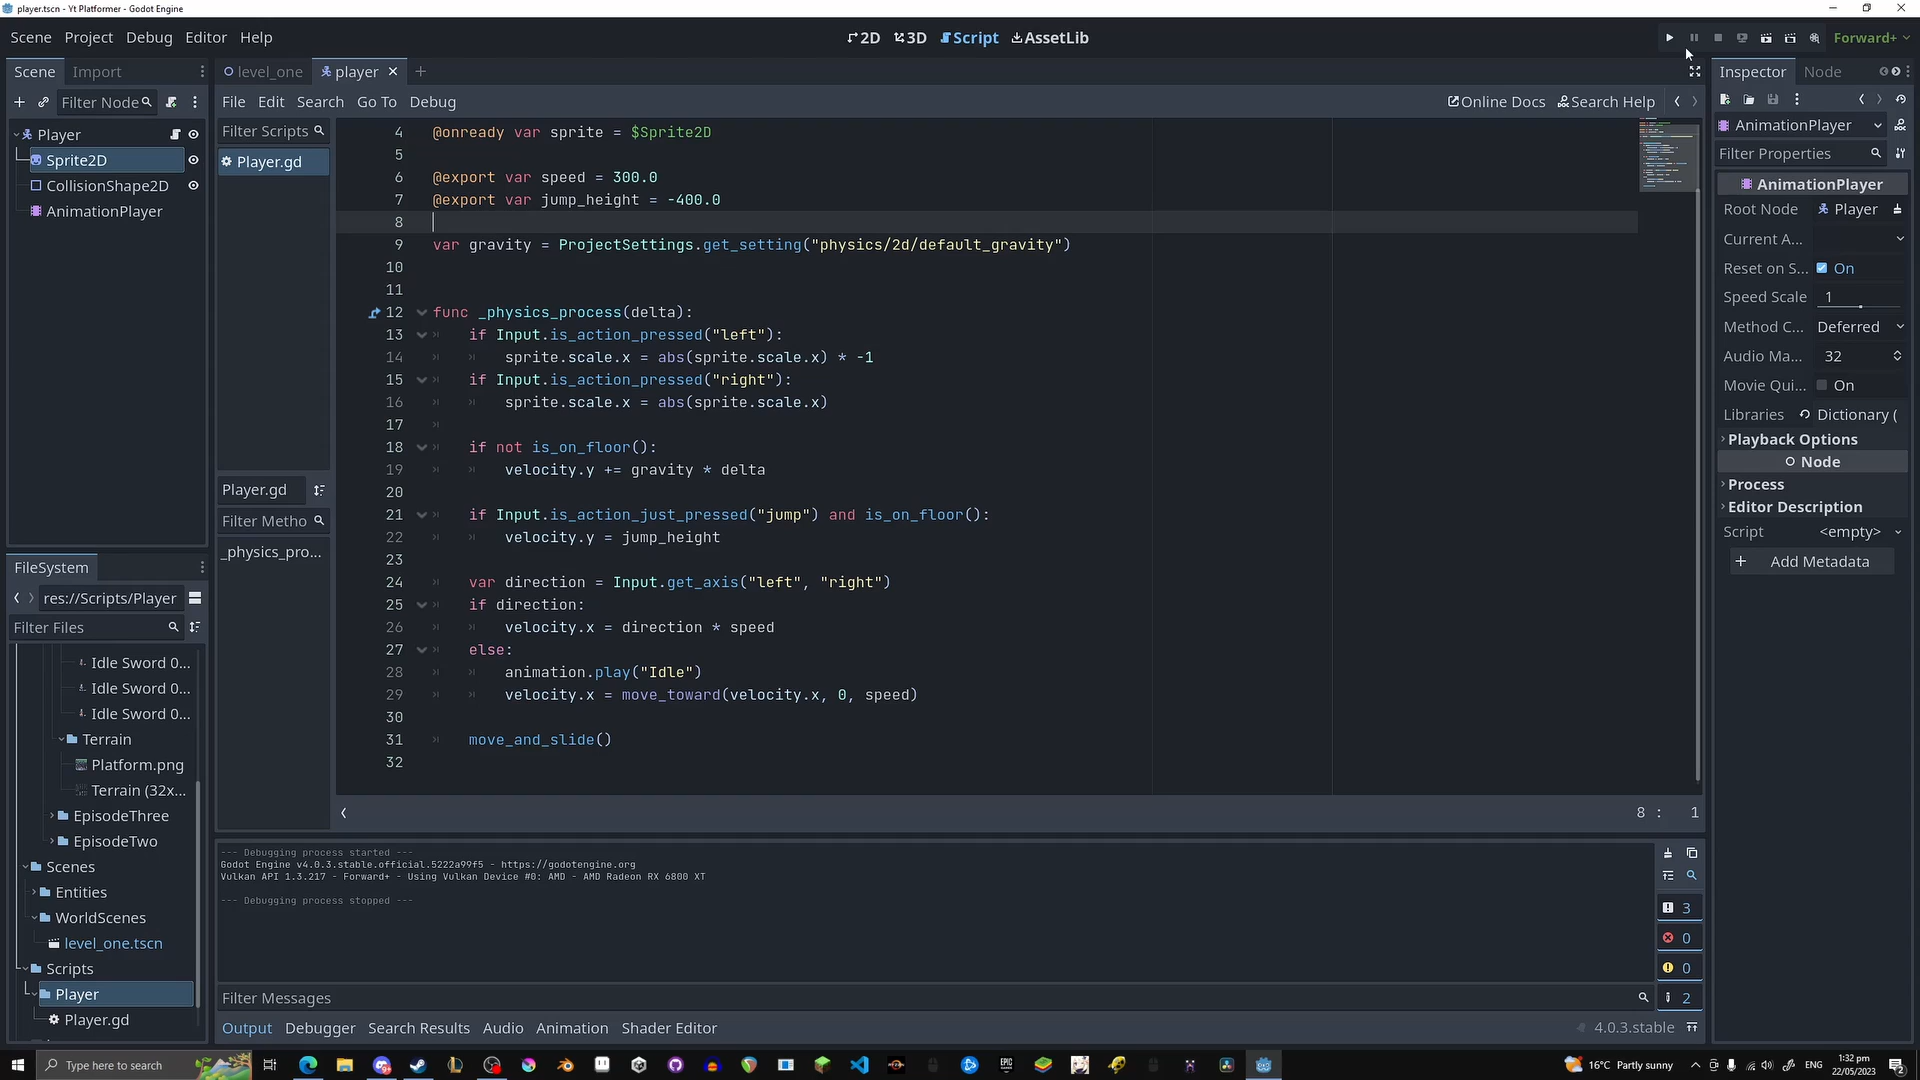 player.tscn - Yt Platformer - Godot Engine
Scene Project Debug Editor Help
2D 3D Script AssetLib
Forward+
Scene Import
level_one player
Inspector Node
Filter Node
File Edit Search Go To Debug
Online Docs Search Help
Player
Sprite2D
CollisionShape2D
AnimationPlayer
Filter Scripts
Player.gd
Player.gd
Filter Metho
_physics_pro...
4 @onready var sprite = $Sprite2D
5
6 @export var speed = 300.0
7 @export var jump_height = -400.0
8
9 var gravity = ProjectSettings.get_setting("physics/2d/default_gravity")
10
11
12 func _physics_process(delta):
13 if Input.is_action_pressed("left"):
14 sprite.scale.x = abs(sprite.scale.x) * -1
15 if Input.is_action_pressed("right"):
16 sprite.scale.x = abs(sprite.scale.x)
17
18 if not is_on_floor():
19 velocity.y += gravity * delta
20
21 if Input.is_action_just_pressed("jump") and is_on_floor():
22 velocity.y = jump_height
23
24 var direction = Input.get_axis("left", "right")
25 if direction:
26 velocity.x = direction * speed
27 else:
28 animation.play("Idle")
29 velocity.x = move_toward(velocity.x, 0, speed)
30
31 move_and_slide()
32
8 : 1
AnimationPlayer
Filter Properties
AnimationPlayer
Root Node Player
Current A...
Reset on S... On
Speed Scale 1
Method C... Deferred
Audio Ma... 32
Movie Qui... On
Libraries Dictionary (
Playback Options
Node
Process
Editor Description
Script <empty>
Add Metadata
FileSystem
res://Scripts/Player
Filter Files
Idle Sword 0...
Idle Sword 0...
Idle Sword 0...
Terrain
Platform.png
Terrain (32x...
EpisodeThree
EpisodeTwo
Scenes
Entities
WorldScenes
level_one.tscn
Scripts
Player
Player.gd
--- Debugging process started ---
Godot Engine v4.0.3.stable.official.5222a99f5 - https://godotengine.org
Vulkan API 1.3.217 - Forward+ - Using Vulkan Device #0: AMD - AMD Radeon RX 6800 XT
--- Debugging process stopped ---
3
0
0
2
Filter Messages
Output Debugger Search Results Audio Animation Shader Editor
4.0.3.stable
Type here to search
16°C Partly sunny
ENG
1:32 pm
22/05/2023
2